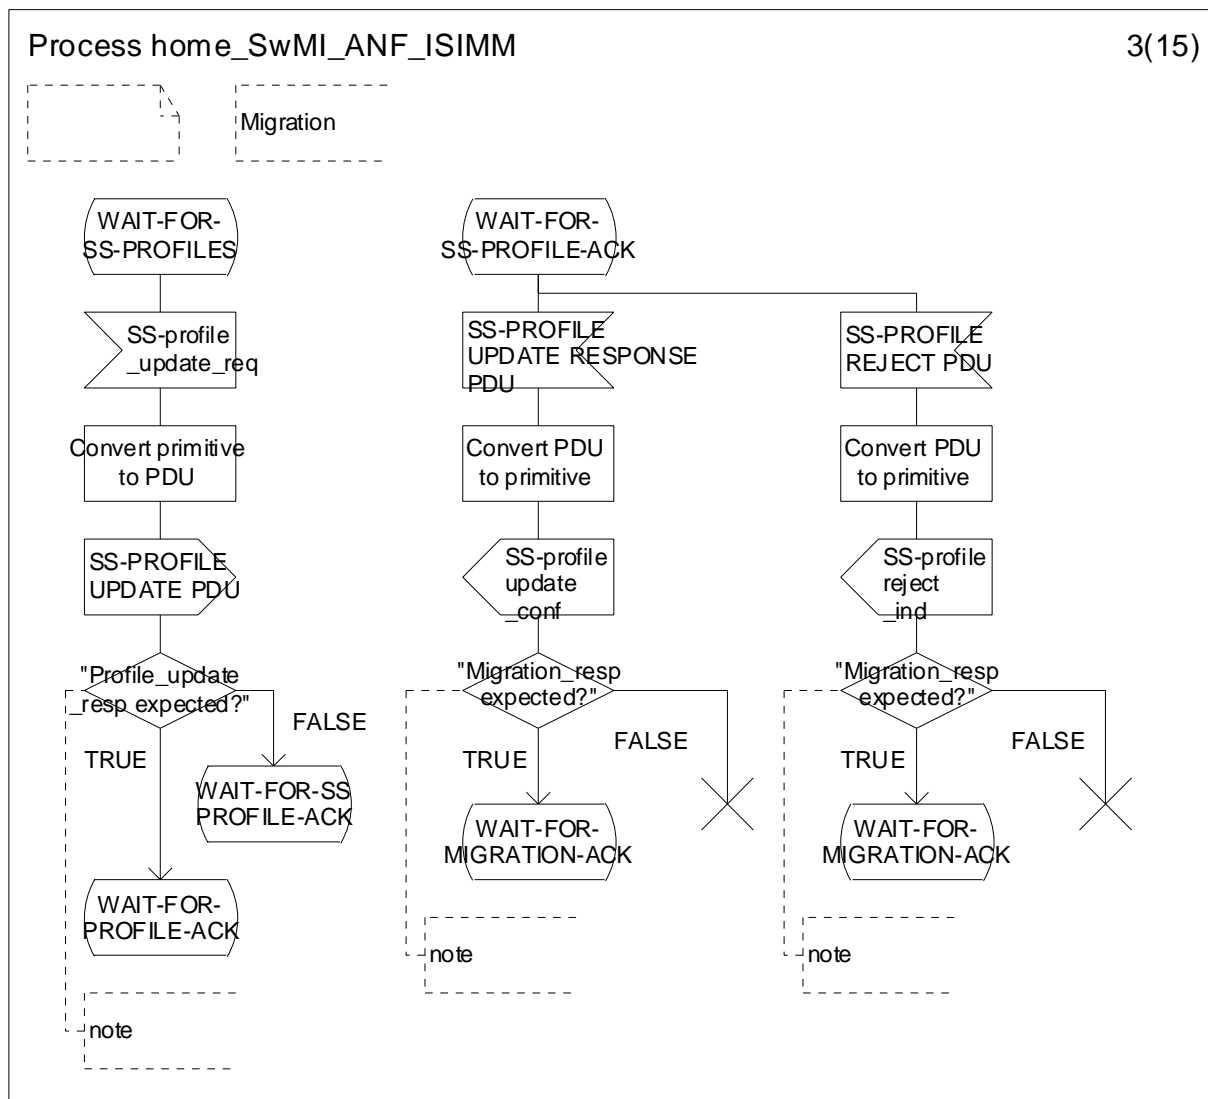 Process home_SwMI_ANF_ISIMM
3(15)
Migration
WAIT-FOR-
SS-PROFILES
SS-profile
_update_req
Convert primitive
to PDU
SS-PROFILE
UPDATE PDU
"Profile_update
_resp expected?"
FALSE
TRUE
WAIT-FOR-SS
PROFILE-ACK
WAIT-FOR-
PROFILE-ACK
note
WAIT-FOR-
SS-PROFILE-ACK
SS-PROFILE
UPDATE RESPONSE
PDU
Convert PDU
to primitive
SS-profile
update
_conf
"Migration_resp
expected?"
FALSE
TRUE
WAIT-FOR-
MIGRATION-ACK
note
SS-PROFILE
REJECT PDU
Convert PDU
to primitive
SS-profile
reject
_ind
"Migration_resp
expected?"
FALSE
TRUE
WAIT-FOR-
MIGRATION-ACK
note